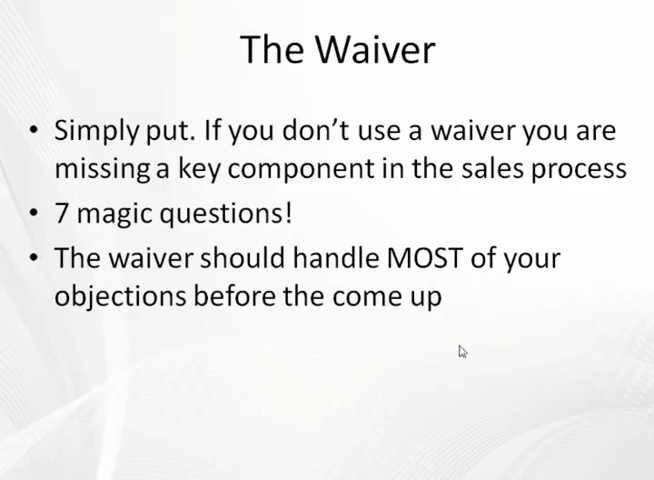 The Waiver
• Simply put. If you don't use a waiver you are
missing a key component in the sales process
• 7 magic questions!
• The waiver should handle MOST of your
objections before the come up